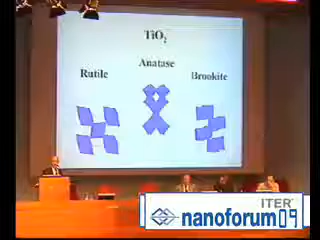 TiO2
Anatase
Rutile
Brookite
ITER
nanoforum09